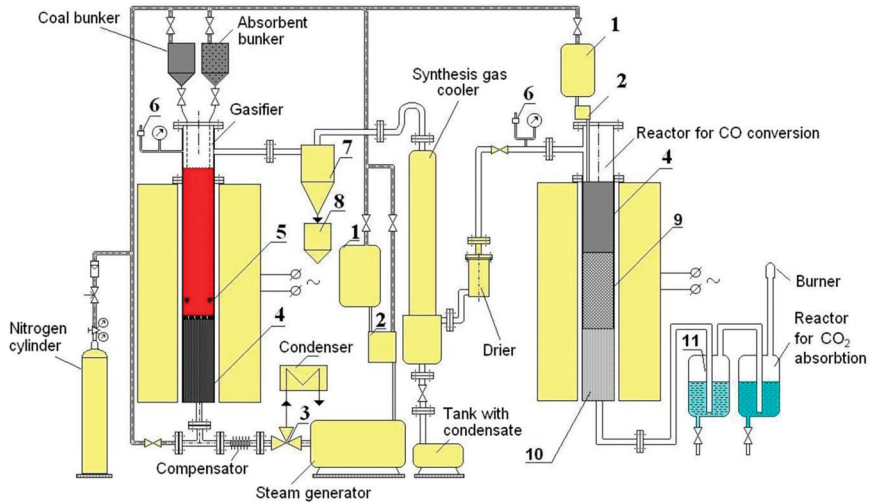 Coal bunker
Absorbent
bunker
1
6
Gasifier
Synthesis gas
cooler
6
2
Reactor for CO conversion
7
4
8
5
1
9
Burner
Nitrogen
cylinder
4
2
Condenser
Drier
11
Reactor
for CO2
absorbtion
3
Tank with
condensate
10
Compensator
Steam generator